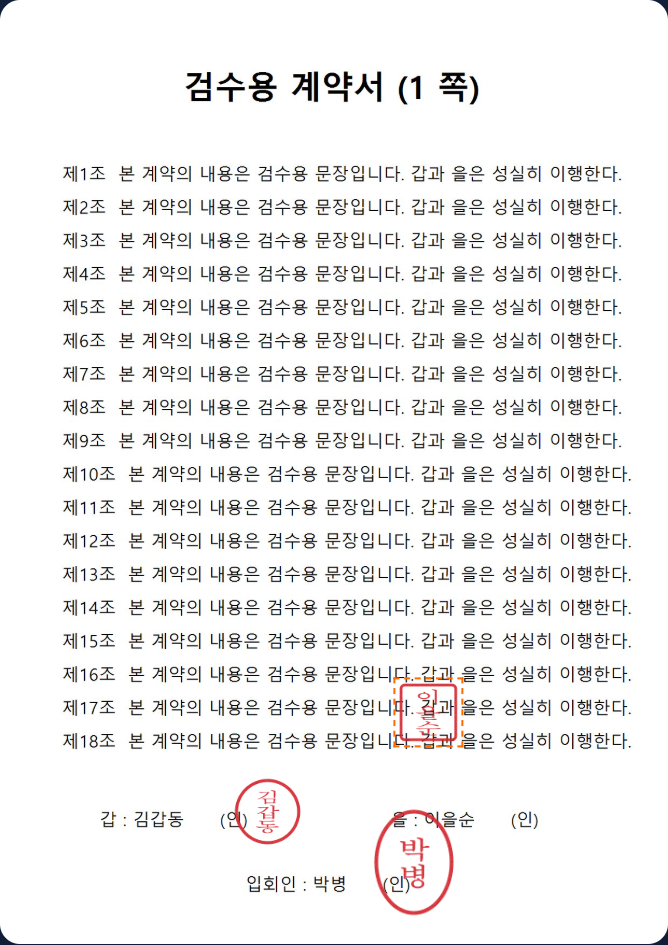 검수용 계약서 (1 쪽)
제1조 본 계약의 내용은 검수용 문장입니다. 갑과 을은 성실히 이행한다.
제2조 본 계약의 내용은 검수용 문장입니다. 갑과 을은 성실히 이행한다.
제3조 본 계약의 내용은 검수용 문장입니다. 갑과 을은 성실히 이행한다.
제4조 본 계약의 내용은 검수용 문장입니다. 갑과 을은 성실히 이행한다.
제5조 본 계약의 내용은 검수용 문장입니다. 갑과 을은 성실히 이행한다.
제6조 본 계약의 내용은 검수용 문장입니다. 갑과 을은 성실히 이행한다.
제7조 본 계약의 내용은 검수용 문장입니다. 갑과 을은 성실히 이행한다.
제8조 본 계약의 내용은 검수용 문장입니다. 갑과 을은 성실히 이행한다.
제9조 본 계약의 내용은 검수용 문장입니다. 갑과 을은 성실히 이행한다.
제10조 본 계약의 내용은 검수용 문장입니다. 갑과 을은 성실히 이행한다.
제11조 본 계약의 내용은 검수용 문장입니다. 갑과 을은 성실히 이행한다.
제12조 본 계약의 내용은 검수용 문장입니다. 갑과 을은 성실히 이행한다.
제13조 본 계약의 내용은 검수용 문장입니다. 갑과 을은 성실히 이행한다.
제14조 본 계약의 내용은 검수용 문장입니다. 갑과 을은 성실히 이행한다.
제15조 본 계약의 내용은 검수용 문장입니다. 갑과 을은 성실히 이행한다.
제16조 본 계약의 내용은 검수용 문장입니다. 갑과 을은 성실히 이행한다.
제17조 본 계약의 내용은 검수용 문장입니다. 갑과 을은 성실히 이행한다.
제18조 본 계약의 내용은 검수용 문장입니다. 갑과 을은 성실히 이행한다.
이을순
갑 : 김갑동 (인) 을 : 이을순 (인)
김갑동
입회인 : 박병 (인)
박병